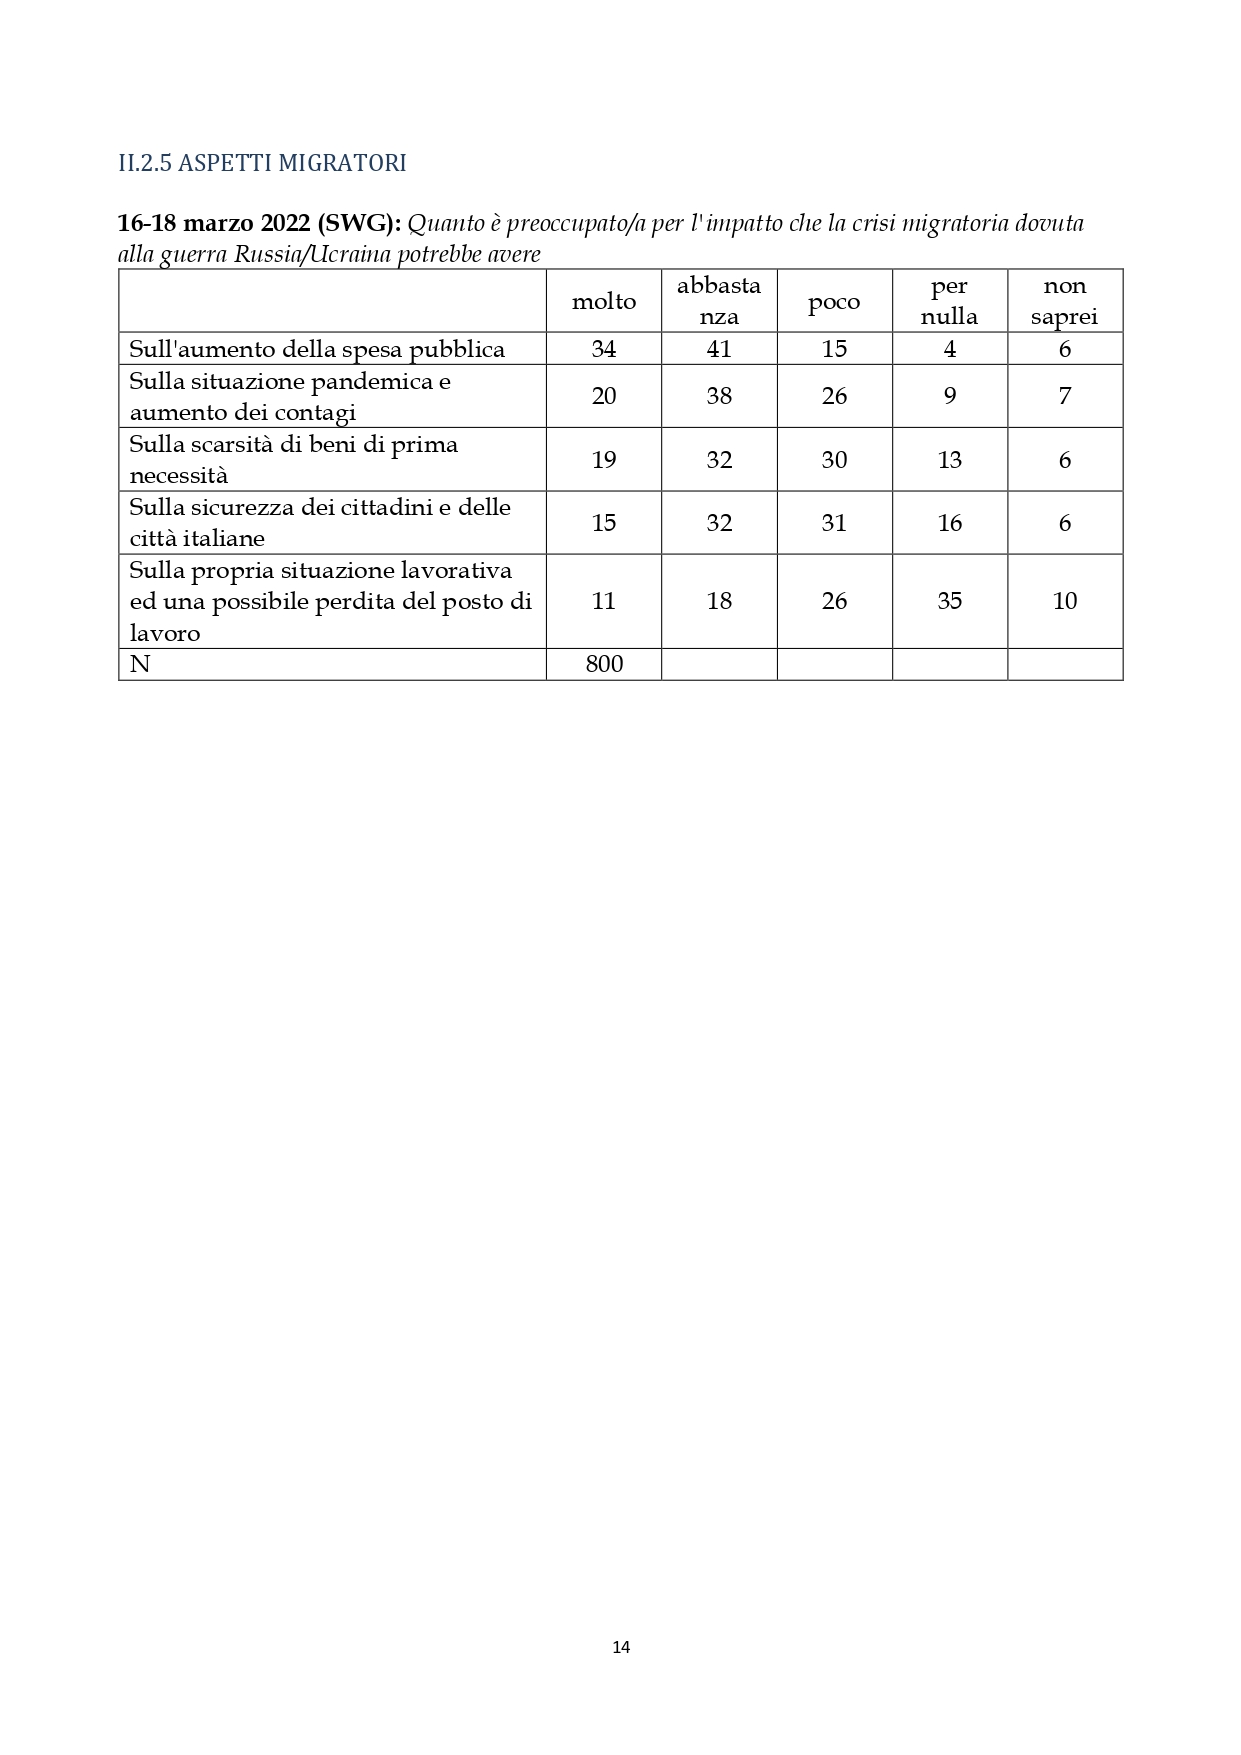 II.2.5 ASPETTI MIGRATORI
16-18 marzo 2022 (SWG): Quanto è preoccupato/a per l'impatto che la crisi migratoria dovuta
alla guerra Russia/Ucraina potrebbe avere
molto abbasta nza poco per nulla non saprei
Sull'aumento della spesa pubblica 34 41 15 4 6
Sulla situazione pandemica e
aumento dei contagi 20 38 26 9 7
Sulla scarsità di beni di prima
necessità 19 32 30 13 6
Sulla sicurezza dei cittadini e delle
città italiane 15 32 31 16 6
Sulla propria situazione lavorativa
ed una possibile perdita del posto di 11 18 26 35 10
lavoro
N 800
14